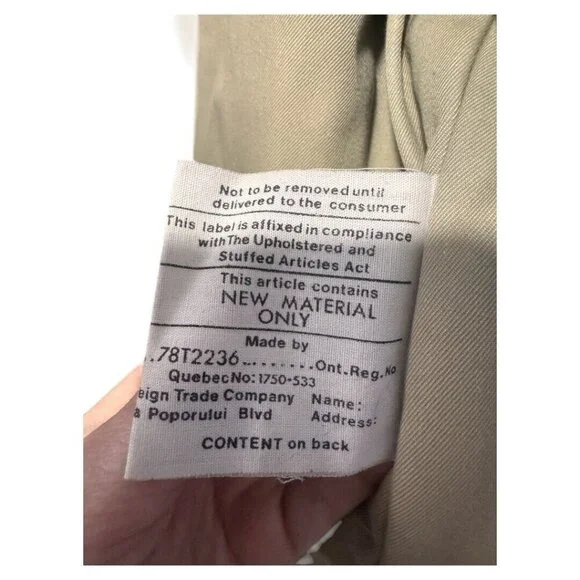 Not to be removed until
delivered to the consumer
This label is affixed in compliance
with The Upholstered and
Stuffed Articles Act
This article contains
NEW MATERIAL
ONLY
Made by
..78T2236........Ont.Reg.No
Quebec No: 1750-533
eign Trade Company Name:
a Poporului Blvd Address:
CONTENT on back